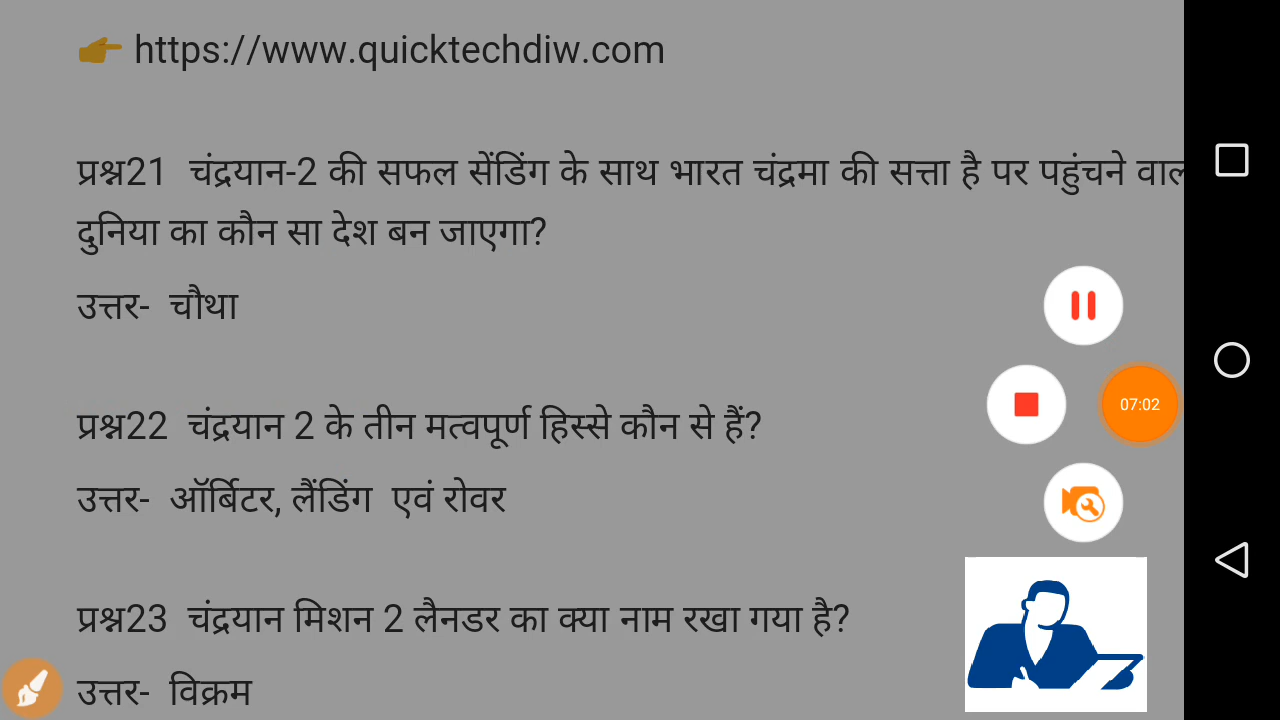 👉 https://www.quicktechdiw.com
प्रश्न21 चंद्रयान-2 की सफल सेंडिंग के साथ भारत चंद्रमा की सत्ता है पर पहुंचने वाल
दुनिया का कौन सा देश बन जाएगा?
उत्तर- चौथा
प्रश्न22 चंद्रयान 2 के तीन मत्वपूर्ण हिस्से कौन से हैं?
उत्तर- ऑर्बिटर, लैंडिंग एवं रोवर
07:02
प्रश्न23 चंद्रयान मिशन 2 लैनडर का क्या नाम रखा गया है?
उत्तर- विक्रम